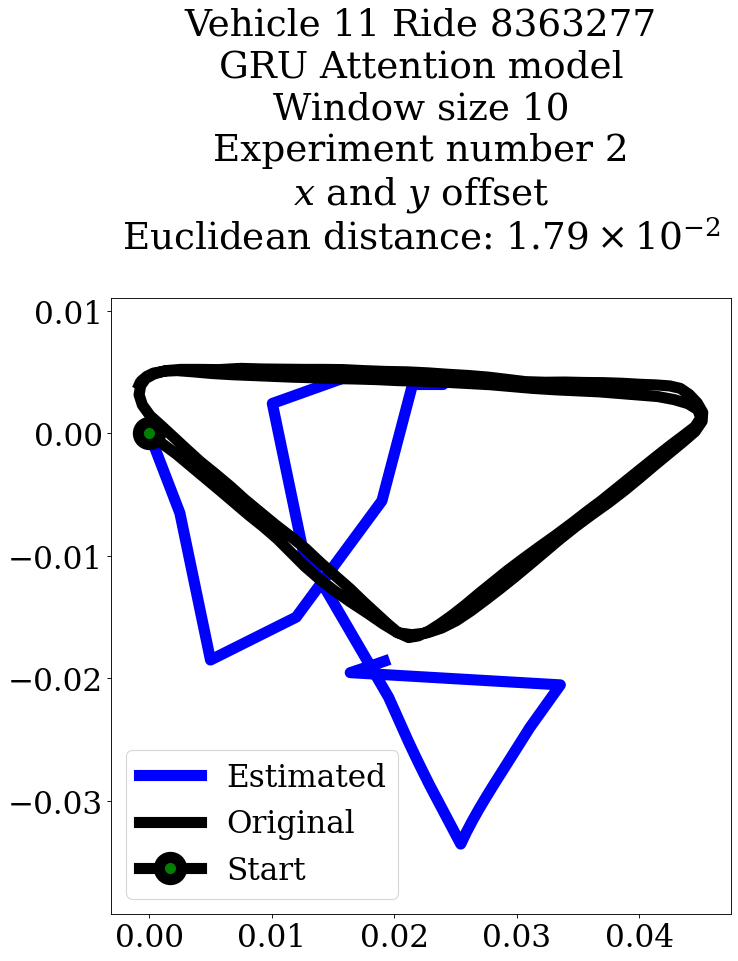 Vehicle 11 Ride 8363277
GRU Attention model
Window size 10
Experiment number 2
x and y offset
Euclidean distance: 1.79 × 10⁻²
0.01
0.00
−0.01
−0.02
−0.03
Estimated
Original
Start
0.00 0.01 0.02 0.03 0.04